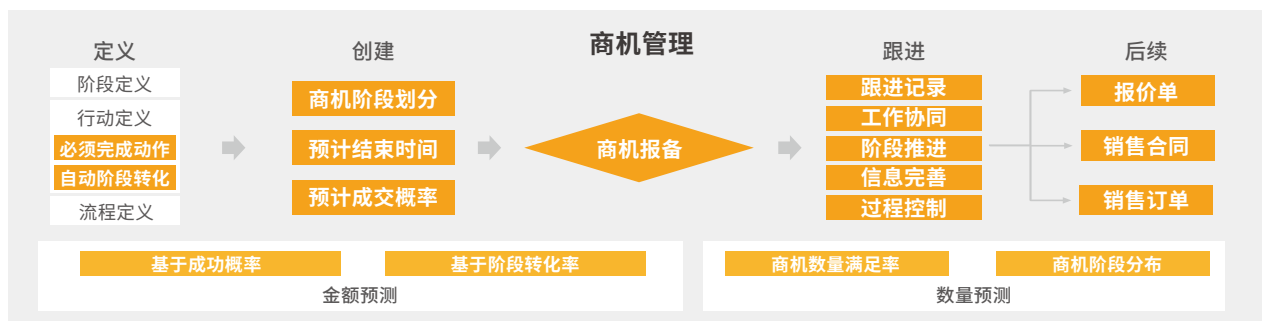 商机管理
定义
阶段定义
行动定义
必须完成动作
自动阶段转化
流程定义
创建
商机阶段划分
预计结束时间
预计成交概率
商机报备
跟进
跟进记录
工作协同
阶段推进
信息完善
过程控制
后续
报价单
销售合同
销售订单
基于成功概率
基于阶段转化率
金额预测
商机数量满足率
商机阶段分布
数量预测